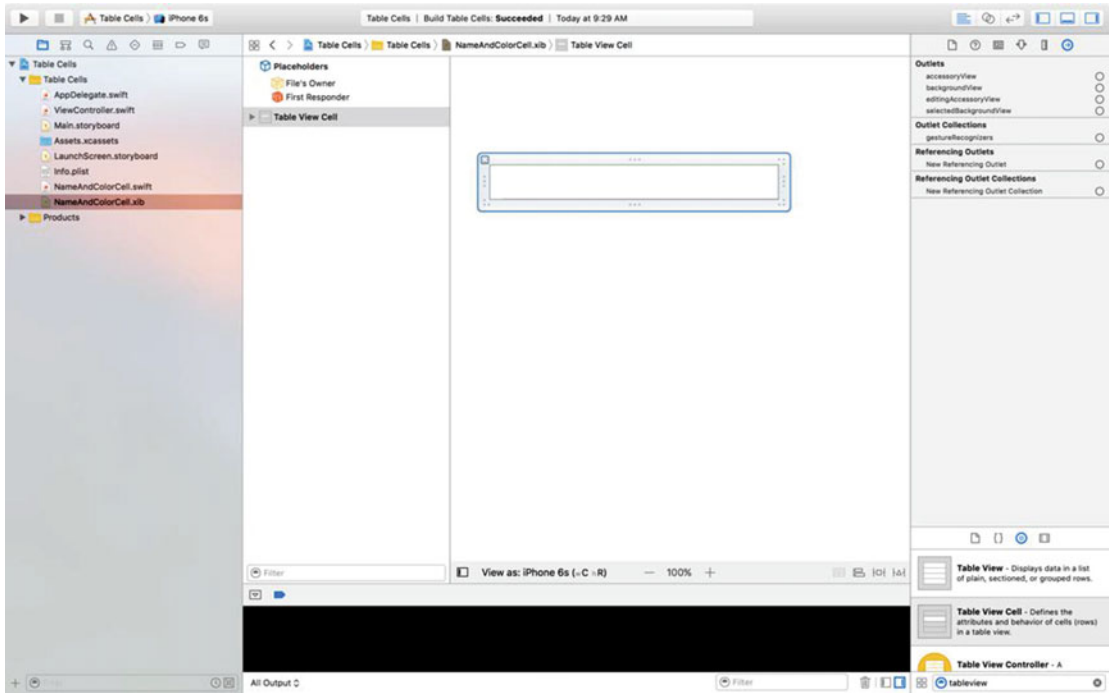 Table Cells
iPhone 6s
Table Cells | Build Table Cells: Succeeded | Today at 9:29 AM
Table Cells
Table Cells
AppDelegate.swift
ViewController.swift
Main.storyboard
Assets.xcassets
LaunchScreen.storyboard
Info.plist
NameAndColorCell.swift
NameAndColorCell.xib
Products
Table Cells
Table Cells
NameAndColorCell.xib
Table View Cell
Placeholders
File's Owner
First Responder
Table View Cell
Filter
View as: iPhone 6s (wC hR)
100%
All Output
Filter
Outlets
accessoryView
backgroundView
editingAccessoryView
selectedBackgroundView
Outlet Collections
gestureRecognizers
Referencing Outlets
New Referencing Outlet
Referencing Outlet Collections
New Referencing Outlet Collection
Table View - Displays data in a list
of plain, sectioned, or grouped rows.
Table View Cell - Defines the
attributes and behavior of cells (rows)
in a table view.
Table View Controller - A
tableview